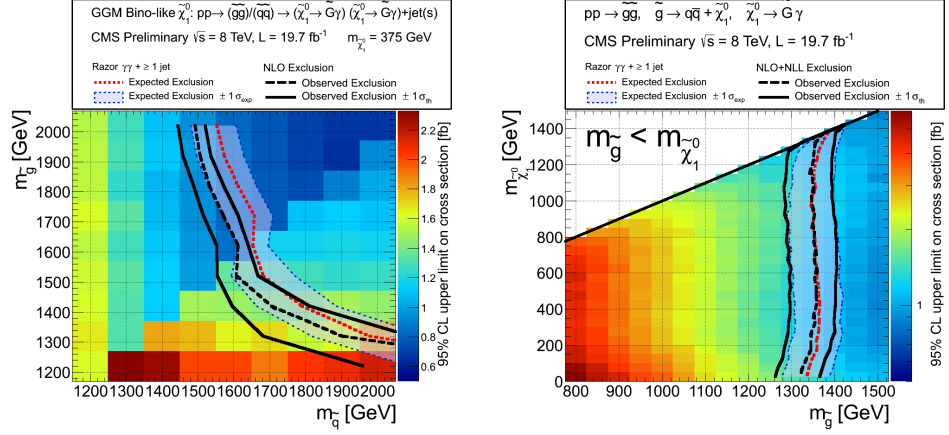 GGM Bino-like χ̃₁⁰: pp→ (g̃g̃)/(q̃q̃) → (χ̃₁⁰→ G̃γ) (χ̃₁⁰→ G̃γ)+jet(s)
CMS Preliminary √s = 8 TeV, L = 19.7 fb⁻¹ m_χ̃₁⁰ = 375 GeV
Razor γγ + ≥ 1 jet NLO Exclusion
Expected Exclusion Observed Exclusion
Expected Exclusion ± 1 σexp Observed Exclusion ± 1 σth
m_g̃ [GeV]
2000
1900
1800
1700
1600
1500
1400
1300
1200
1200 1300 1400 1500 1600 1700 1800 1900 2000
m_q̃ [GeV]
2.2
2
1.8
1.6
1.4
1.2
1
0.8
0.6
95% CL upper limit on cross section [fb]
pp→ g̃g̃, g̃ → qq̄ + χ̃₁⁰, χ̃₁⁰→ G̃ γ
CMS Preliminary √s = 8 TeV, L = 19.7 fb⁻¹
Razor γγ + ≥ 1 jet NLO+NLL Exclusion
Expected Exclusion Observed Exclusion
Expected Exclusion ± 1 σexp Observed Exclusion ± 1 σth
m_χ̃₁⁰ [GeV]
m_g̃ < m_χ̃₁⁰
1400
1200
1000
800
600
400
200
0
800 900 1000 1100 1200 1300 1400 1500
m_g̃ [GeV]
1
95% CL upper limit on cross section [fb]